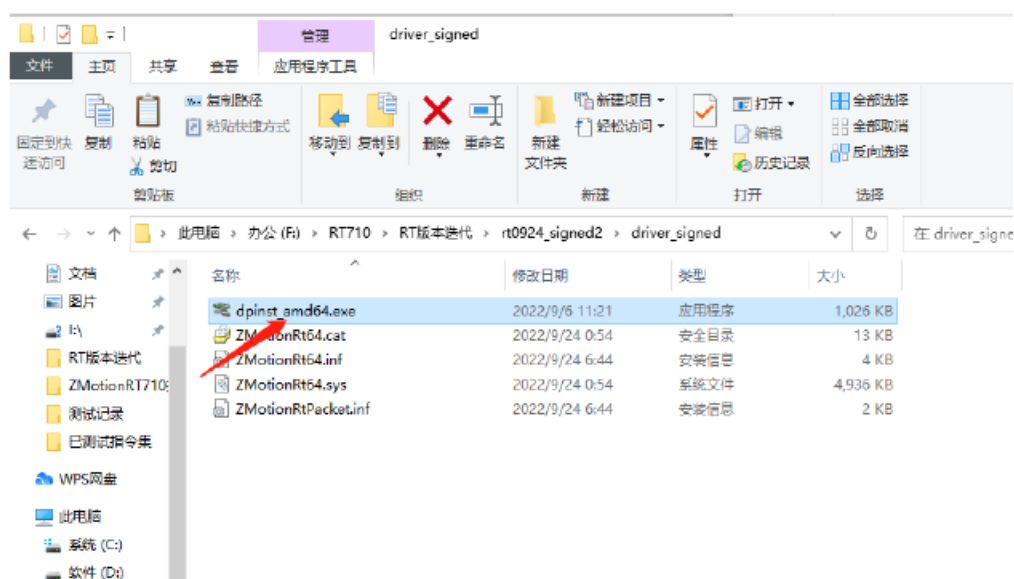 管理 driver_signed
文件 主页 共享 查看 应用程序工具
固定到快速访问
复制
粘贴
复制路径
粘贴快捷方式
剪切
剪贴板
移动到 复制到 删除 重命名
组织
新建
文件夹
新建项目
轻松访问
新建
属性
打开
编辑
历史记录
打开
全部选择
全部取消
反向选择
选择
此电脑 办公 (F:) RT710 RT版本迭代 rt0924_signed2 driver_signed
在 driver_signe
文档
图片
I:\
RT版本迭代
ZMotionRT710
测试记录
已测试指令集
WPS网盘
此电脑
系统 (C:)
软件 (D:)
名称 修改日期 类型 大小
dpinst_amd64.exe 2022/9/6 11:21 应用程序 1,026 KB
ZMotionRt64.cat 2022/9/24 0:54 安全目录 13 KB
ZMotionRt64.inf 2022/9/24 6:44 安装信息 4 KB
ZMotionRt64.sys 2022/9/24 0:54 系统文件 4,936 KB
ZMotionRtPacket.inf 2022/9/24 6:44 安装信息 2 KB